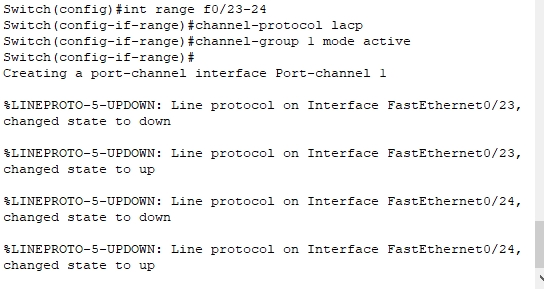 Switch(config)#int range f0/23-24
Switch(config-if-range)#channel-protocol lacp
Switch(config-if-range)#channel-group 1 mode active
Switch(config-if-range)#
Creating a port-channel interface Port-channel 1
%LINEPROTO-5-UPDOWN: Line protocol on Interface FastEthernet0/23,
changed state to down
%LINEPROTO-5-UPDOWN: Line protocol on Interface FastEthernet0/23,
changed state to up
%LINEPROTO-5-UPDOWN: Line protocol on Interface FastEthernet0/24,
changed state to down
%LINEPROTO-5-UPDOWN: Line protocol on Interface FastEthernet0/24,
changed state to up